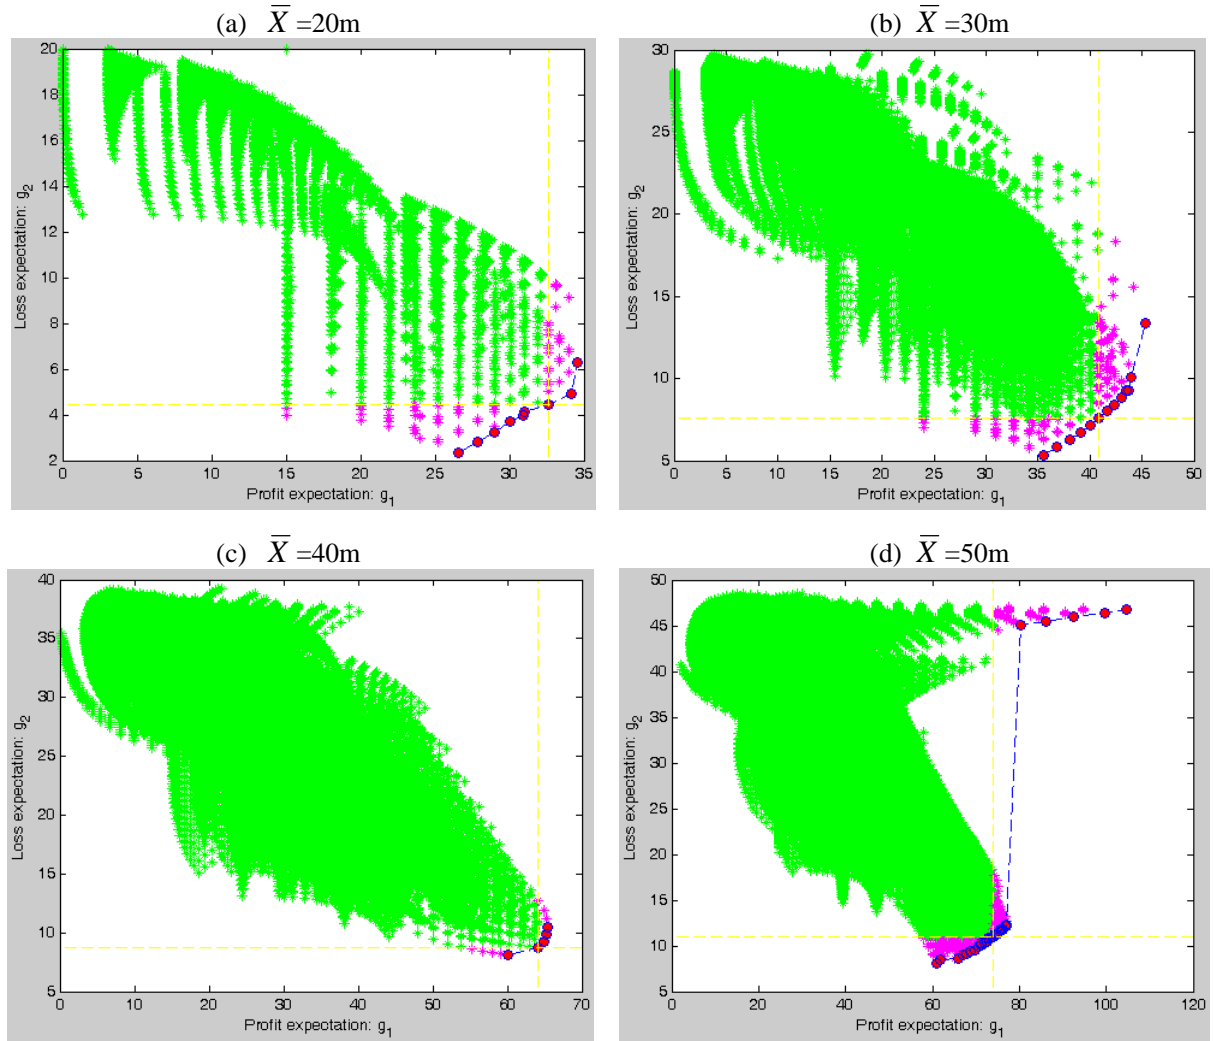 (a) X̅ =20m
20
18
16
14
12
10
8
6
4
2
Loss expectation: g₂
0 5 10 15 20 25 30 35
Profit expectation: g₁
(b) X̅ =30m
30
25
20
15
10
5
Loss expectation: g₂
0 5 10 15 20 25 30 35 40 45 50
Profit expectation: g₁
(c) X̅ =40m
40
35
30
25
20
15
10
5
Loss expectation: g₂
0 10 20 30 40 50 60 70
Profit expectation: g₁
(d) X̅ =50m
50
45
40
35
30
25
20
15
10
5
Loss expectation: g₂
0 20 40 60 80 100 120
Profit expectation: g₁